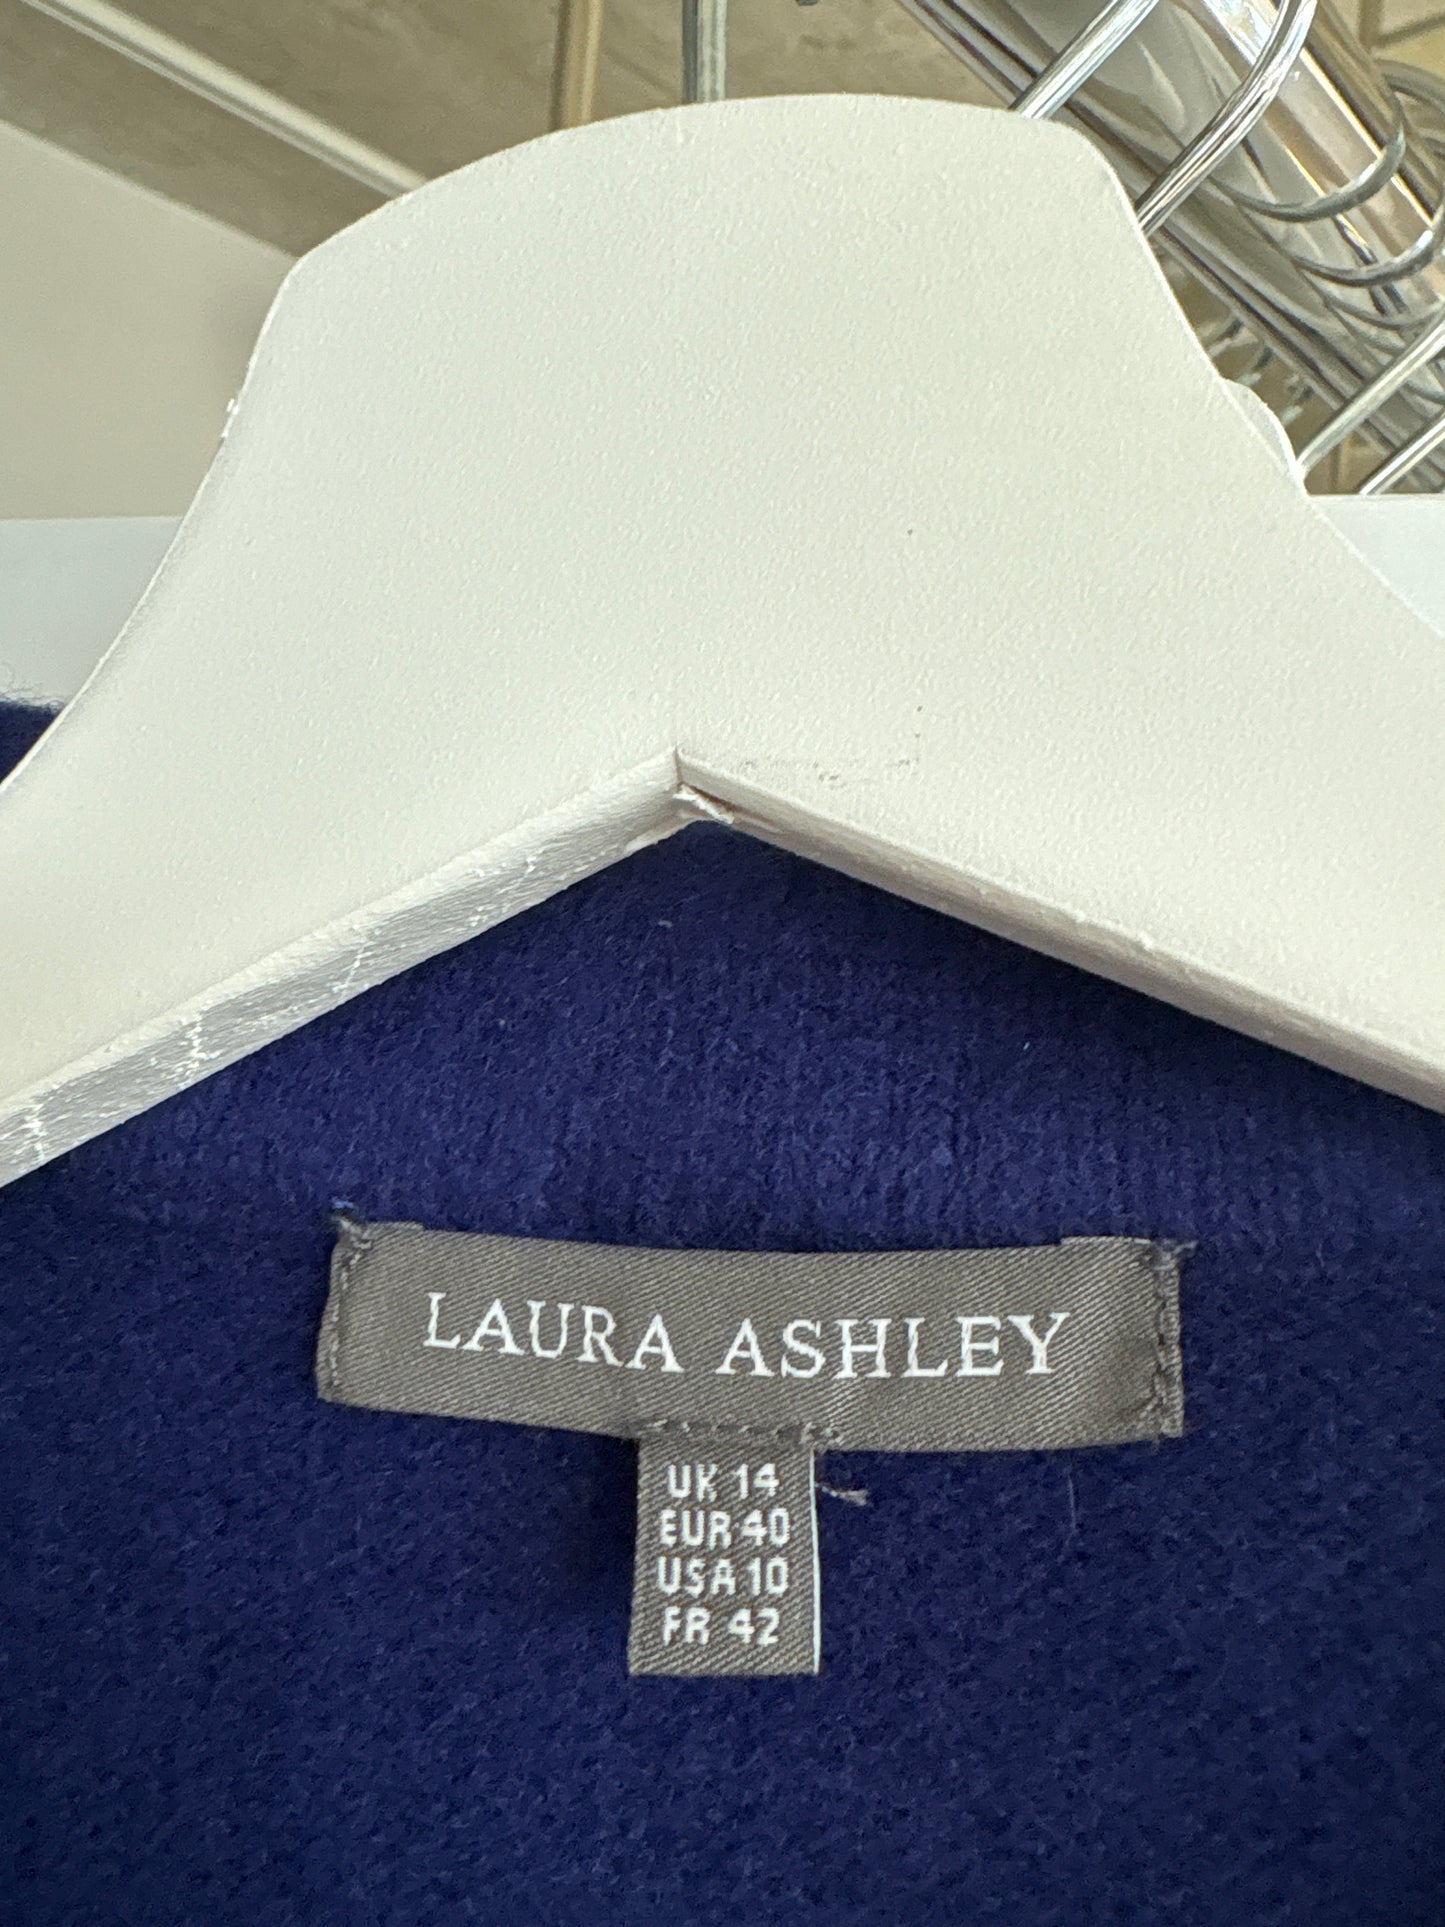 LAURA ASHLEY
UK 14
EUR 40
USA 10
FR 42